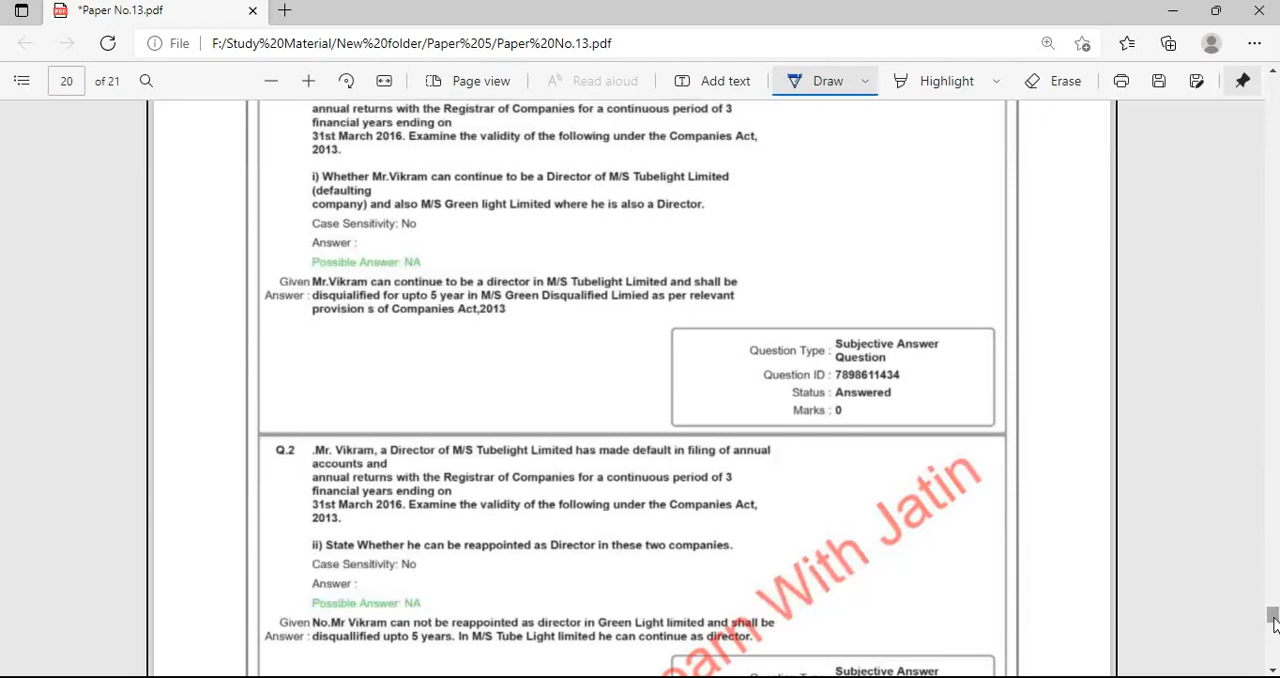 *Paper No.13.pdf
File F:/Study%20Material/New%20folder/Paper%205/Paper%20No.13.pdf
20 of 21 Page view Read aloud Add text Draw Highlight Erase
annual returns with the Registrar of Companies for a continuous period of 3
financial years ending on
31st March 2016. Examine the validity of the following under the Companies Act,
2013.
i) Whether Mr.Vikram can continue to be a Director of M/S Tubelight Limited
(defaulting
company) and also M/S Green light Limited where he is also a Director.
Case Sensitivity: No
Answer :
Possible Answer: NA
Given Mr.Vikram can continue to be a director in M/S Tubelight Limited and shall be
Answer : disquialified for upto 5 year in M/S Green Disqualified Limied as per relevant
provision s of Companies Act,2013
Question Type : Subjective Answer
Question
Question ID : 7898611434
Status : Answered
Marks : 0
Q.2 .Mr. Vikram, a Director of M/S Tubelight Limited has made default in filing of annual
accounts and
annual returns with the Registrar of Companies for a continuous period of 3
financial years ending on
31st March 2016. Examine the validity of the following under the Companies Act,
2013.
ii) State Whether he can be reappointed as Director in these two companies.
Case Sensitivity: No
Answer :
Possible Answer: NA
Given No.Mr Vikram can not be reappointed as director in Green Light limited and shall be
Answer : disquallified upto 5 years. In M/S Tube Light limited he can continue as director.
earn With Jatin
Subjective Answer